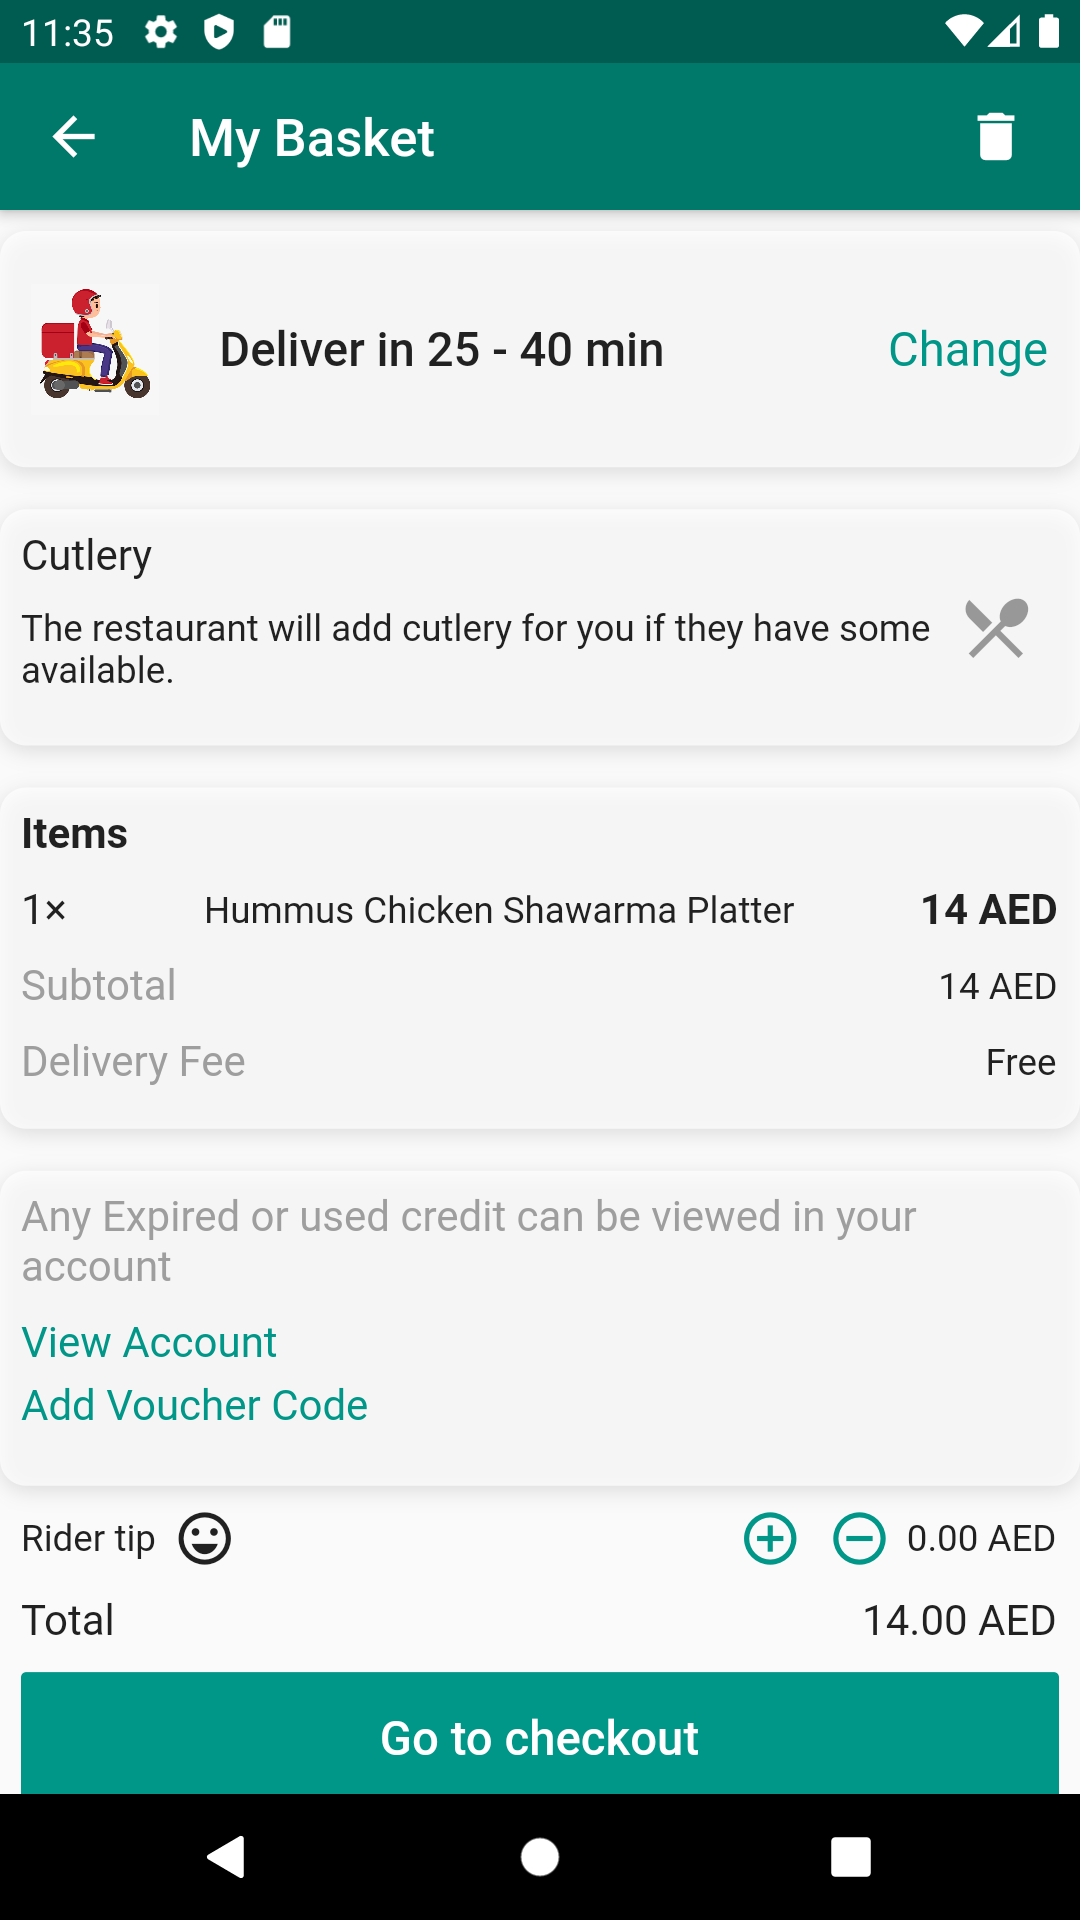 11:35
My Basket
Deliver in 25 - 40 min
Change
Cutlery
The restaurant will add cutlery for you if they have some
available.
Items
1×
Hummus Chicken Shawarma Platter
14 AED
Subtotal
14 AED
Delivery Fee
Free
Any Expired or used credit can be viewed in your
account
View Account
Add Voucher Code
Rider tip
0.00 AED
Total
14.00 AED
Go to checkout